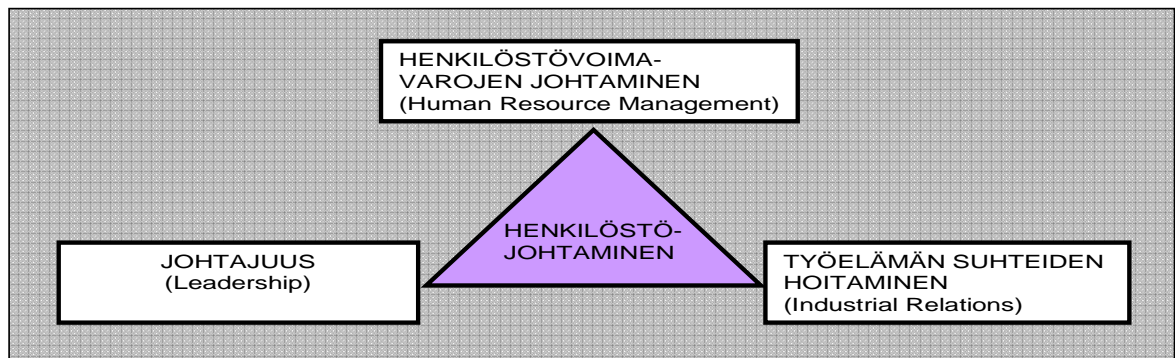 HENKILÖSTÖVOIMA-
VAROJEN JOHTAMINEN
(Human Resource Management)
HENKILÖSTÖ-
JOHTAMINEN
JOHTAJUUS
(Leadership)
TYÖELÄMÄN SUHTEIDEN
HOITAMINEN
(Industrial Relations)